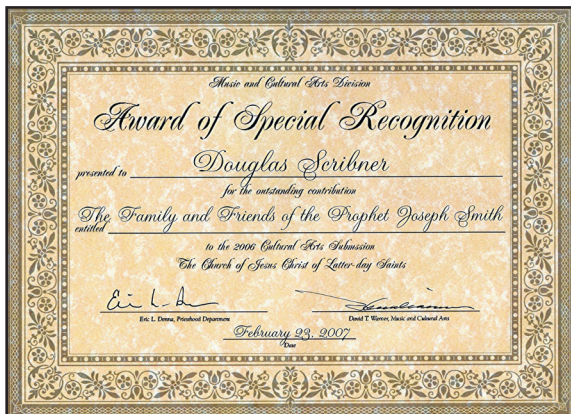 Music and Cultural Arts Division
Award of Special Recognition
presented to Douglas Scribner
for the outstanding contribution
entitled The Family and Friends of the Prophet Joseph Smith
to the 2006 Cultural Arts Submission
The Church of Jesus Christ of Latter-day Saints
Eric L. Denna, Priesthood Department
David T. Warner, Music and Cultural Arts
February 23, 2007
Date